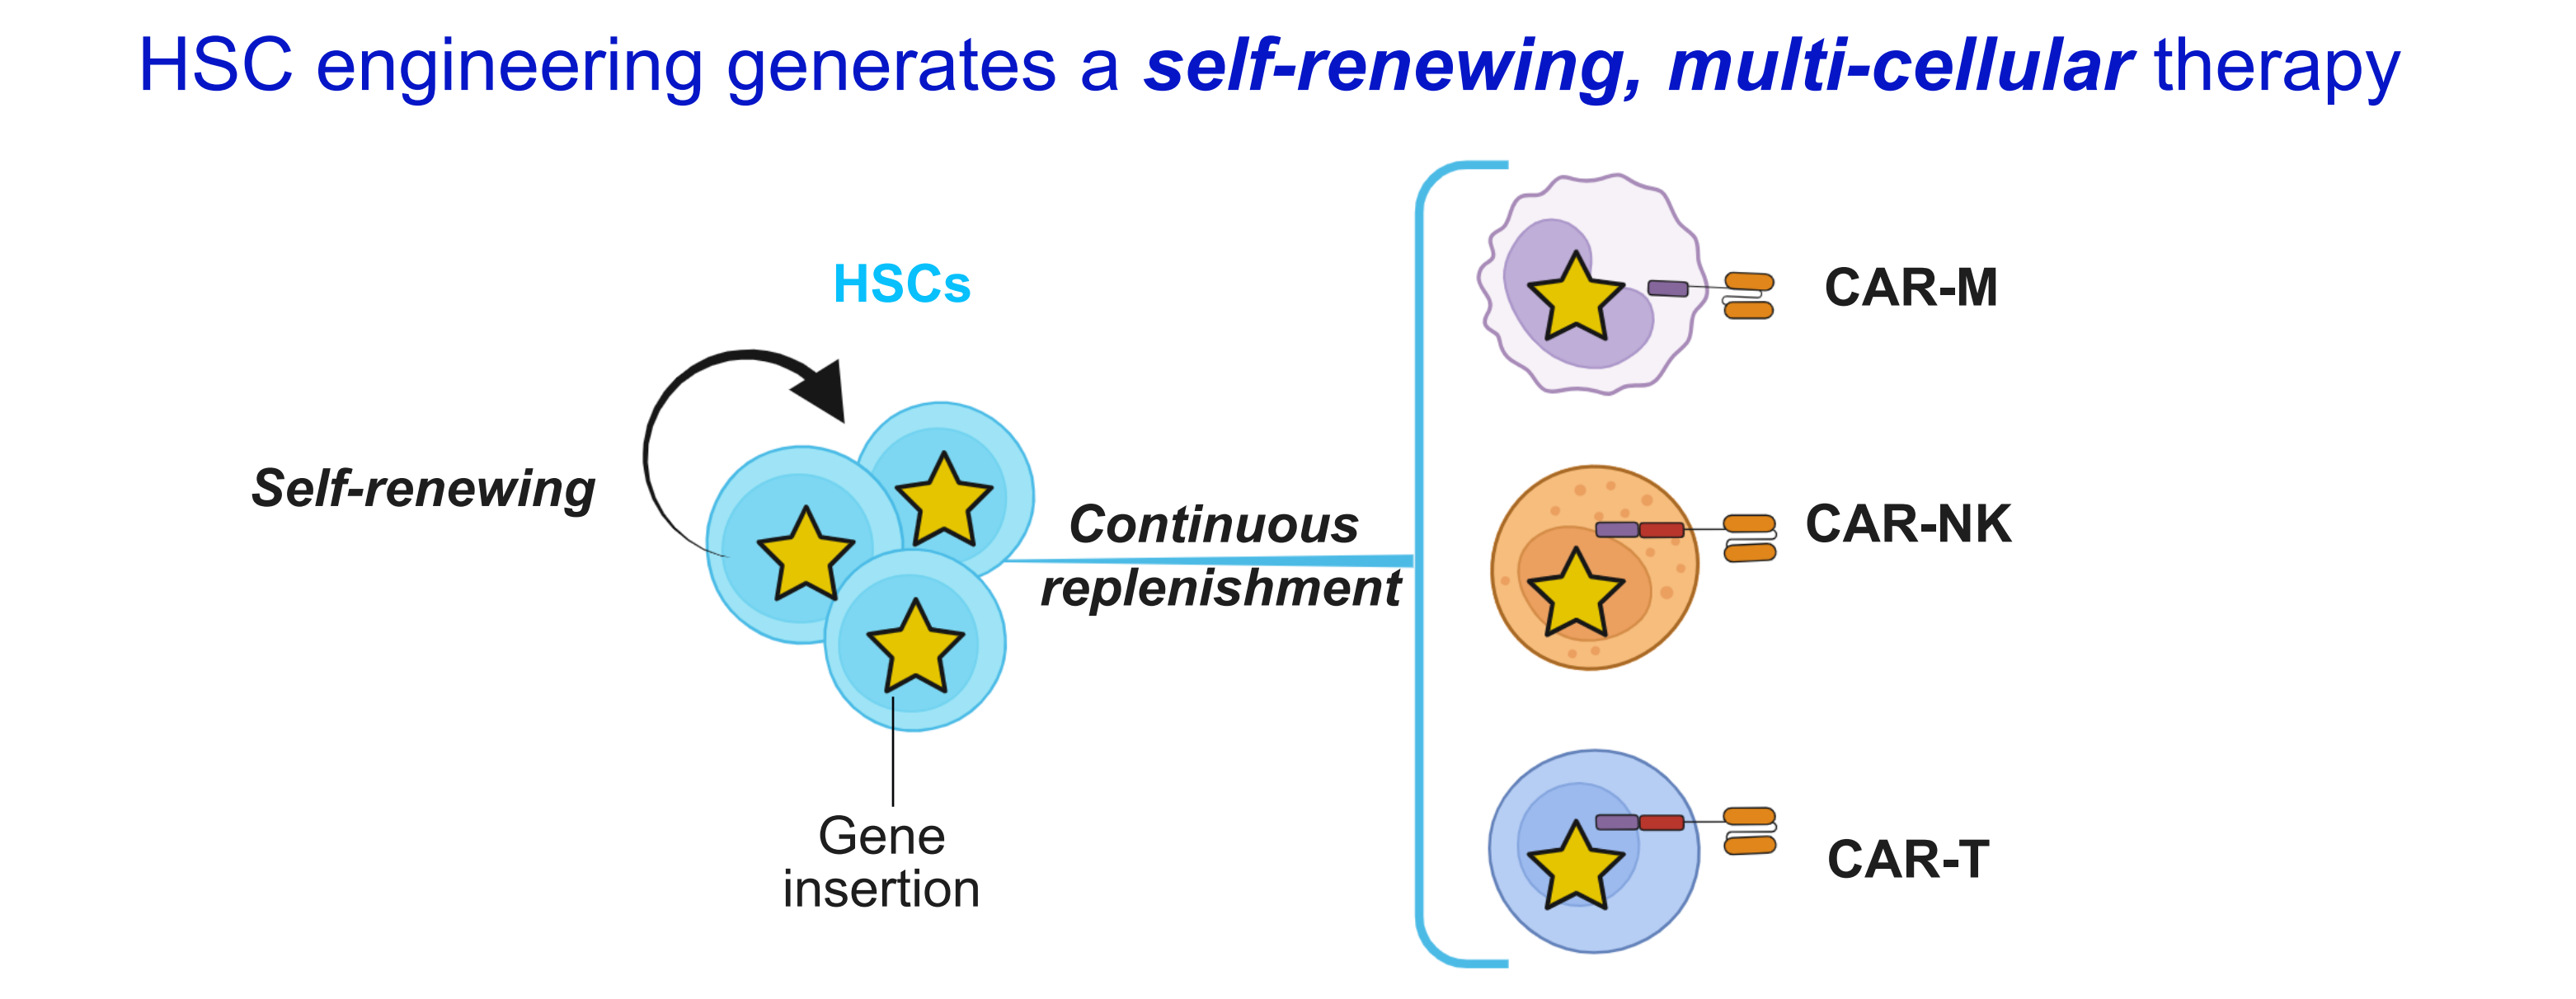 HSC engineering generates a self-renewing, multi-cellular therapy
HSCs
Self-renewing
Gene
insertion
Continuous
replenishment
CAR-M
CAR-NK
CAR-T